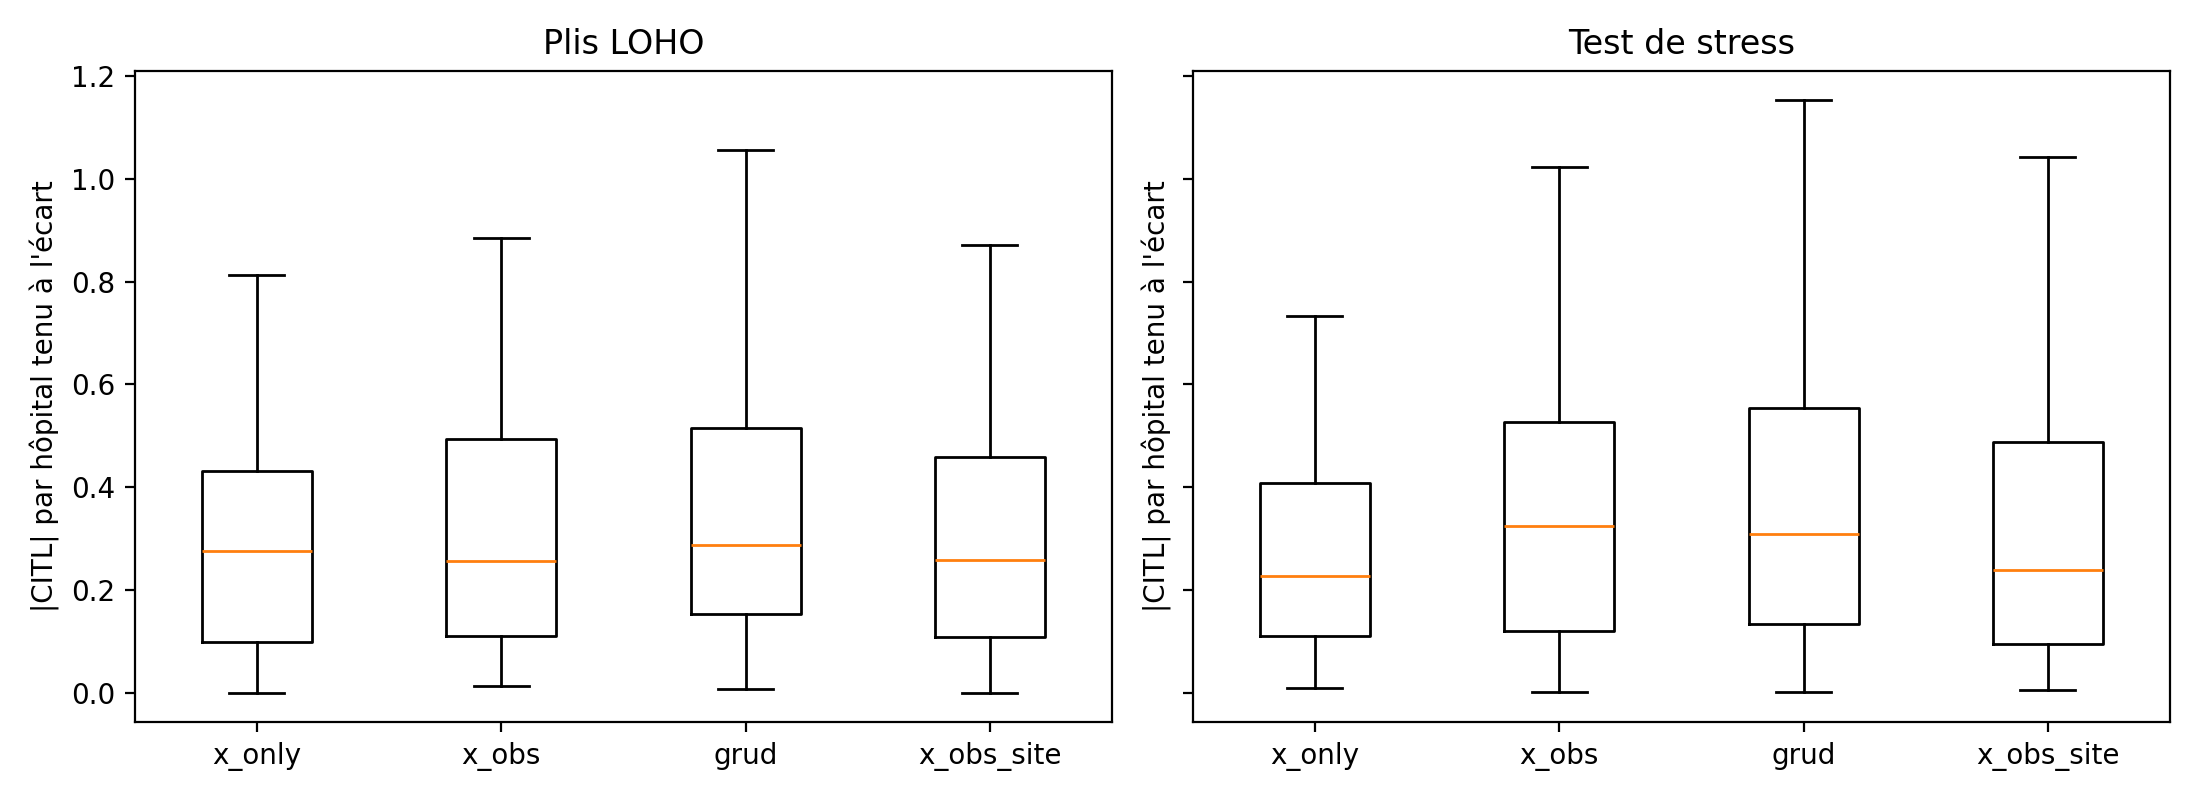 Plis LOHO
|CITL| par hôpital tenu à l'écart
1.2
1.0
0.8
0.6
0.4
0.2
0.0
x_only
x_obs
grud
x_obs_site
Test de stress
|CITL| par hôpital tenu à l'écart
x_only
x_obs
grud
x_obs_site